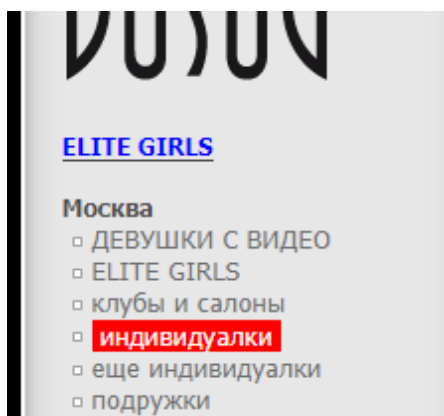 ELITE GIRLS
Москва
ДЕВУШКИ С ВИДЕО
ELITE GIRLS
клубы и салоны
индивидуалки
еще индивидуалки
подружки